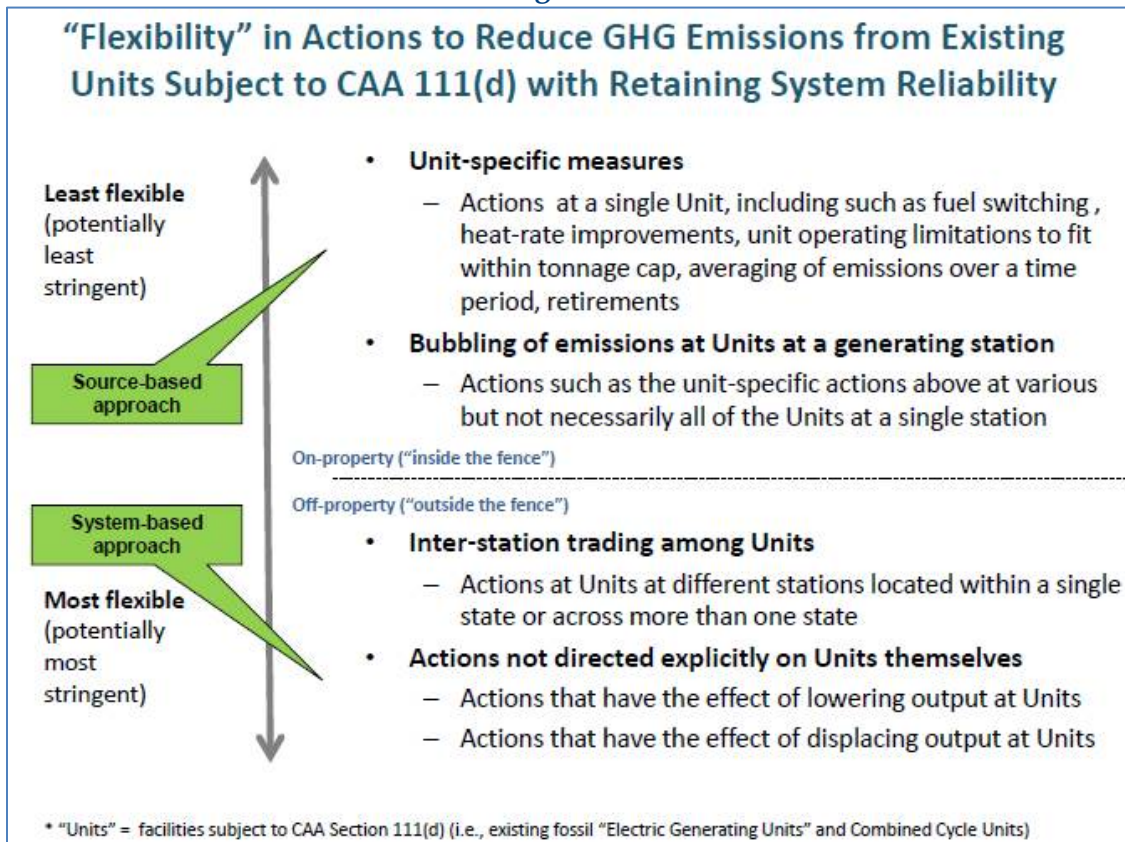 “Flexibility” in Actions to Reduce GHG Emissions from Existing
Units Subject to CAA 111(d) with Retaining System Reliability
Least flexible
(potentially
least
stringent)
Source-based
approach
System-based
approach
Most flexible
(potentially
most
stringent)
• Unit-specific measures
– Actions at a single Unit, including such as fuel switching ,
heat-rate improvements, unit operating limitations to fit
within tonnage cap, averaging of emissions over a time
period, retirements
• Bubbling of emissions at Units at a generating station
– Actions such as the unit-specific actions above at various
but not necessarily all of the Units at a single station
On-property (“inside the fence”)
Off-property (“outside the fence”)
• Inter-station trading among Units
– Actions at Units at different stations located within a single
state or across more than one state
• Actions not directed explicitly on Units themselves
– Actions that have the effect of lowering output at Units
– Actions that have the effect of displacing output at Units
* “Units” = facilities subject to CAA Section 111(d) (i.e., existing fossil “Electric Generating Units” and Combined Cycle Units)